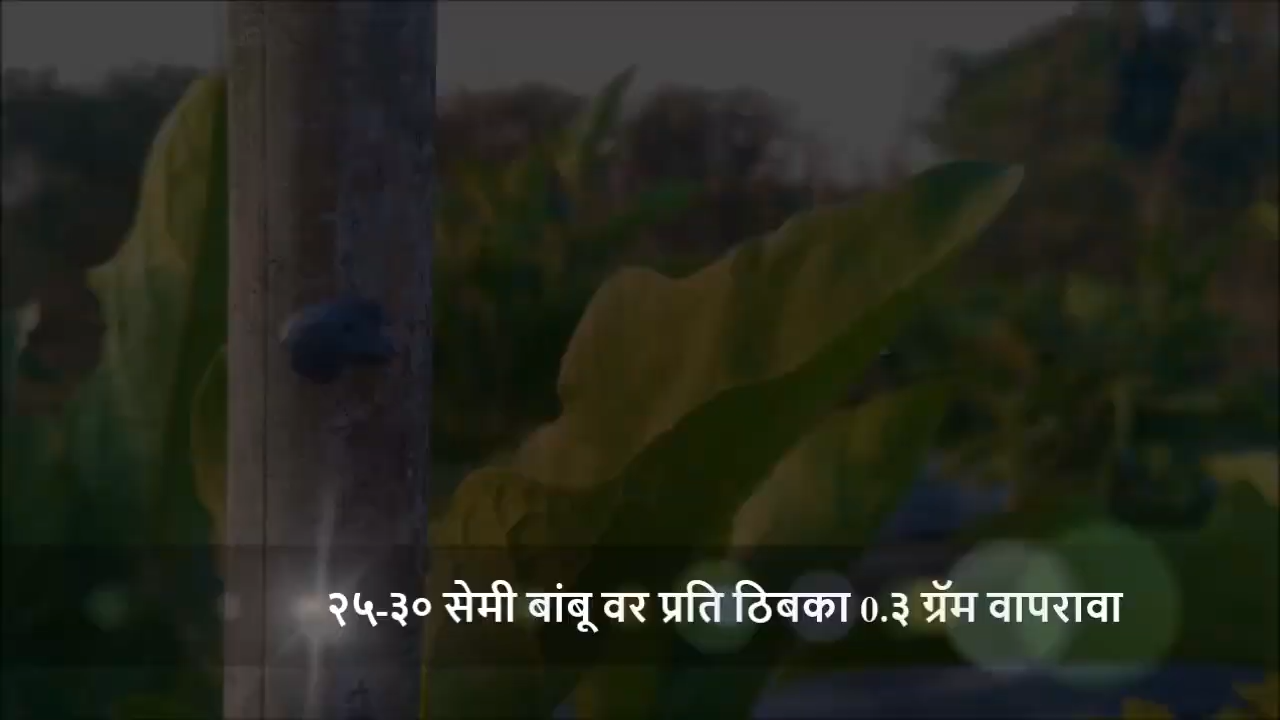 २५-३० सेमी बांबू वर प्रति ठिबका 0.३ ग्रॅम वापरावा